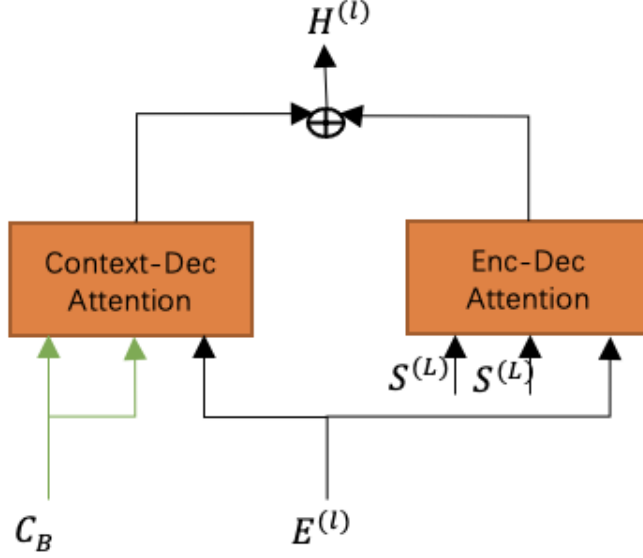 H^(l)
Context-Dec
Attention
Enc-Dec
Attention
S^(L) S^(L)
C_B
E^(l)